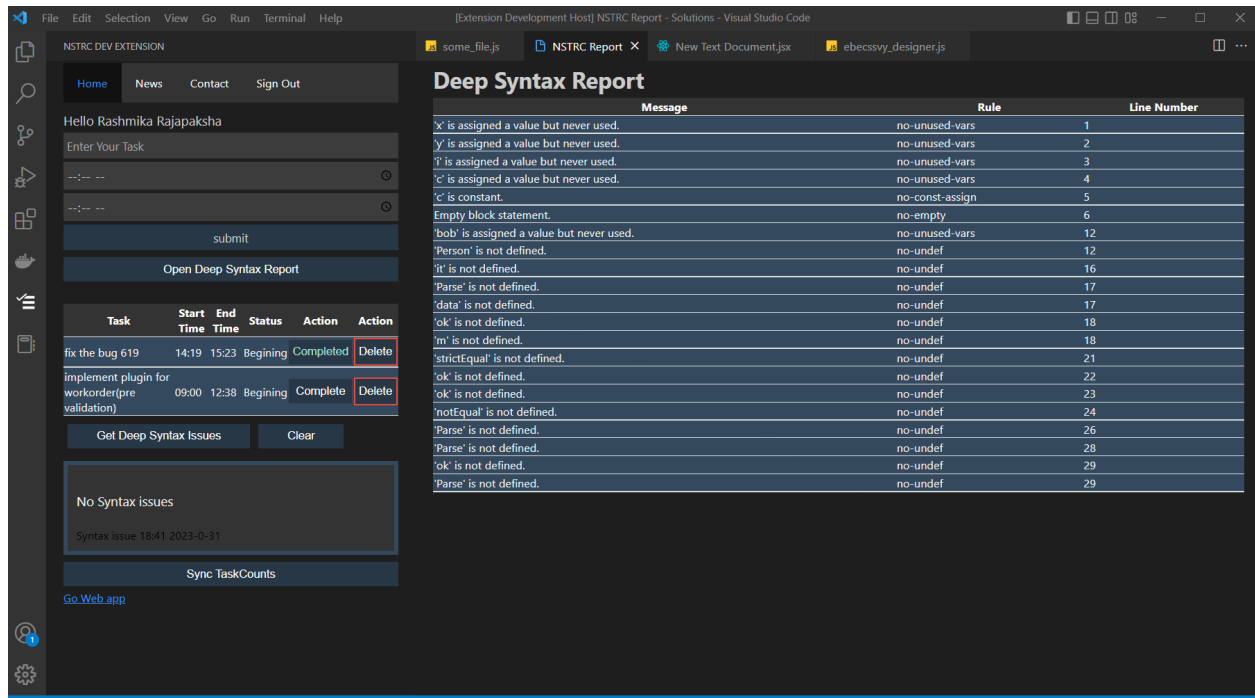 File Edit Selection View Go Run Terminal Help [Extension Development Host] NSTRC Report - Solutions - Visual Studio Code
NSTRC DEV EXTENSION
some_file.js NSTRC Report New Text Document.jsx ebecssvy_designer.js
Home News Contact Sign Out
Hello Rashmika Rajapaksha
Enter Your Task
--:-- --
--:-- --
submit
Open Deep Syntax Report
Task Start Time End Time Status Action Action
fix the bug 619 14:19 15:23 Begining Completed Delete
implement plugin for
workorder(pre 09:00 12:38 Begining Complete Delete
validation)
Get Deep Syntax Issues Clear
No Syntax issues
Syntax issue 18:41 2023-0-31
Sync TaskCounts
Go Web app
1
Deep Syntax Report
Message Rule Line Number
'x' is assigned a value but never used. no-unused-vars 1
'y' is assigned a value but never used. no-unused-vars 2
'i' is assigned a value but never used. no-unused-vars 3
'c' is assigned a value but never used. no-unused-vars 4
'c' is constant. no-const-assign 5
Empty block statement. no-empty 6
'bob' is assigned a value but never used. no-unused-vars 12
'Person' is not defined. no-undef 12
'it' is not defined. no-undef 16
'Parse' is not defined. no-undef 17
'data' is not defined. no-undef 17
'ok' is not defined. no-undef 18
'm' is not defined. no-undef 18
'strictEqual' is not defined. no-undef 21
'ok' is not defined. no-undef 22
'ok' is not defined. no-undef 23
'notEqual' is not defined. no-undef 24
'Parse' is not defined. no-undef 26
'Parse' is not defined. no-undef 28
'ok' is not defined. no-undef 29
'Parse' is not defined. no-undef 29